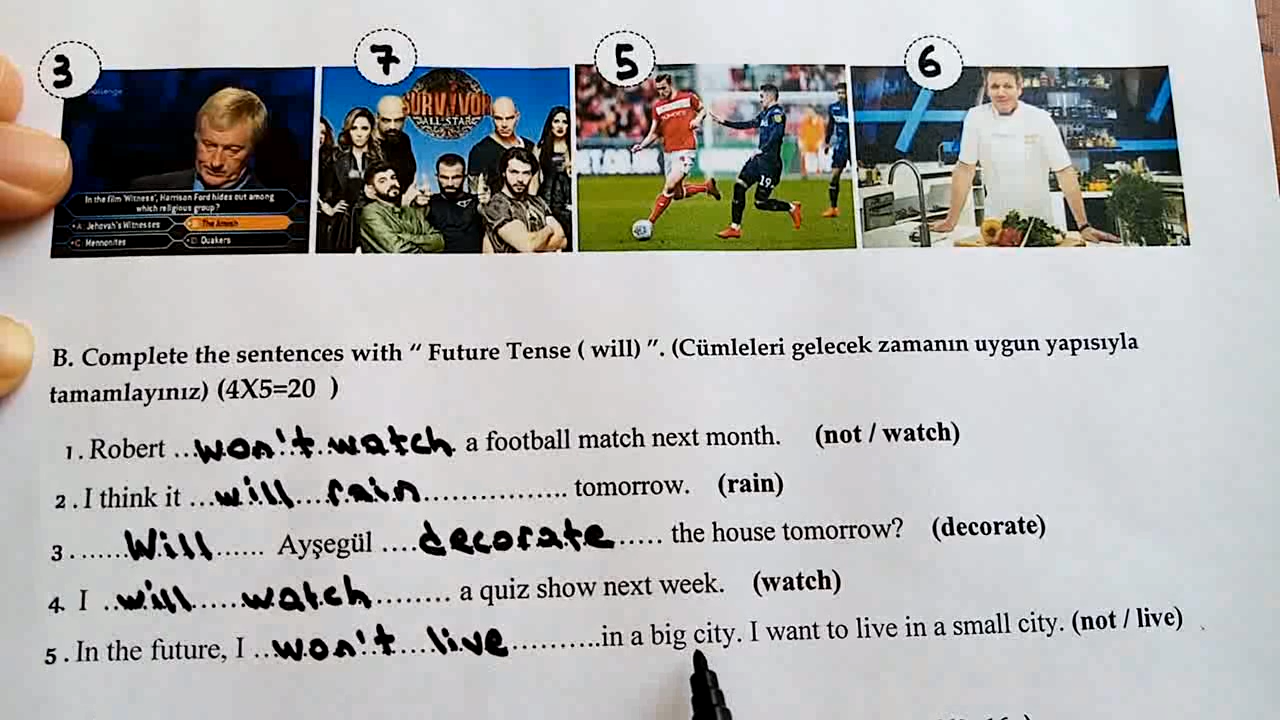 3 7 5 6
challenge
SURVIVOR
ALL STAR
19
In the film 'Witness', Harrison Ford hides out among
which religious group?
A Jehovah's Witnesses B The Amish
C Mennonites D Quakers
B. Complete the sentences with “ Future Tense ( will) ”. (Cümleleri gelecek zamanın uygun yapısıyla
tamamlayınız) (4X5=20 )
1. Robert ...won't watch a football match next month. (not / watch)
2. I think it ...will....rain................. tomorrow. (rain)
3.......Will...... Ayşegül ....decorate..... the house tomorrow? (decorate)
4. I ..will.....watch........ a quiz show next week. (watch)
5. In the future, I ..won't....live..........in a big city. I want to live in a small city. (not / live)